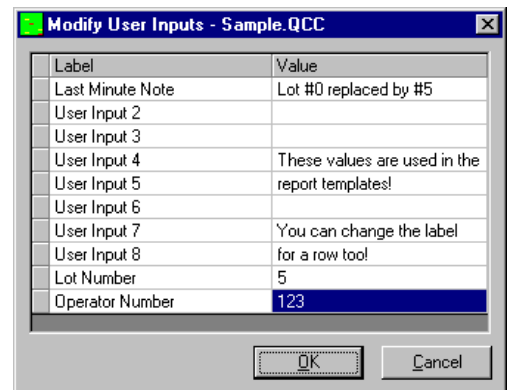 Modify User Inputs - Sample.QCC
Label Value
Last Minute Note Lot #0 replaced by #5
User Input 2
User Input 3
User Input 4 These values are used in the
User Input 5 report templates!
User Input 6
User Input 7 You can change the label
User Input 8 for a row too!
Lot Number 5
Operator Number 123
OK Cancel